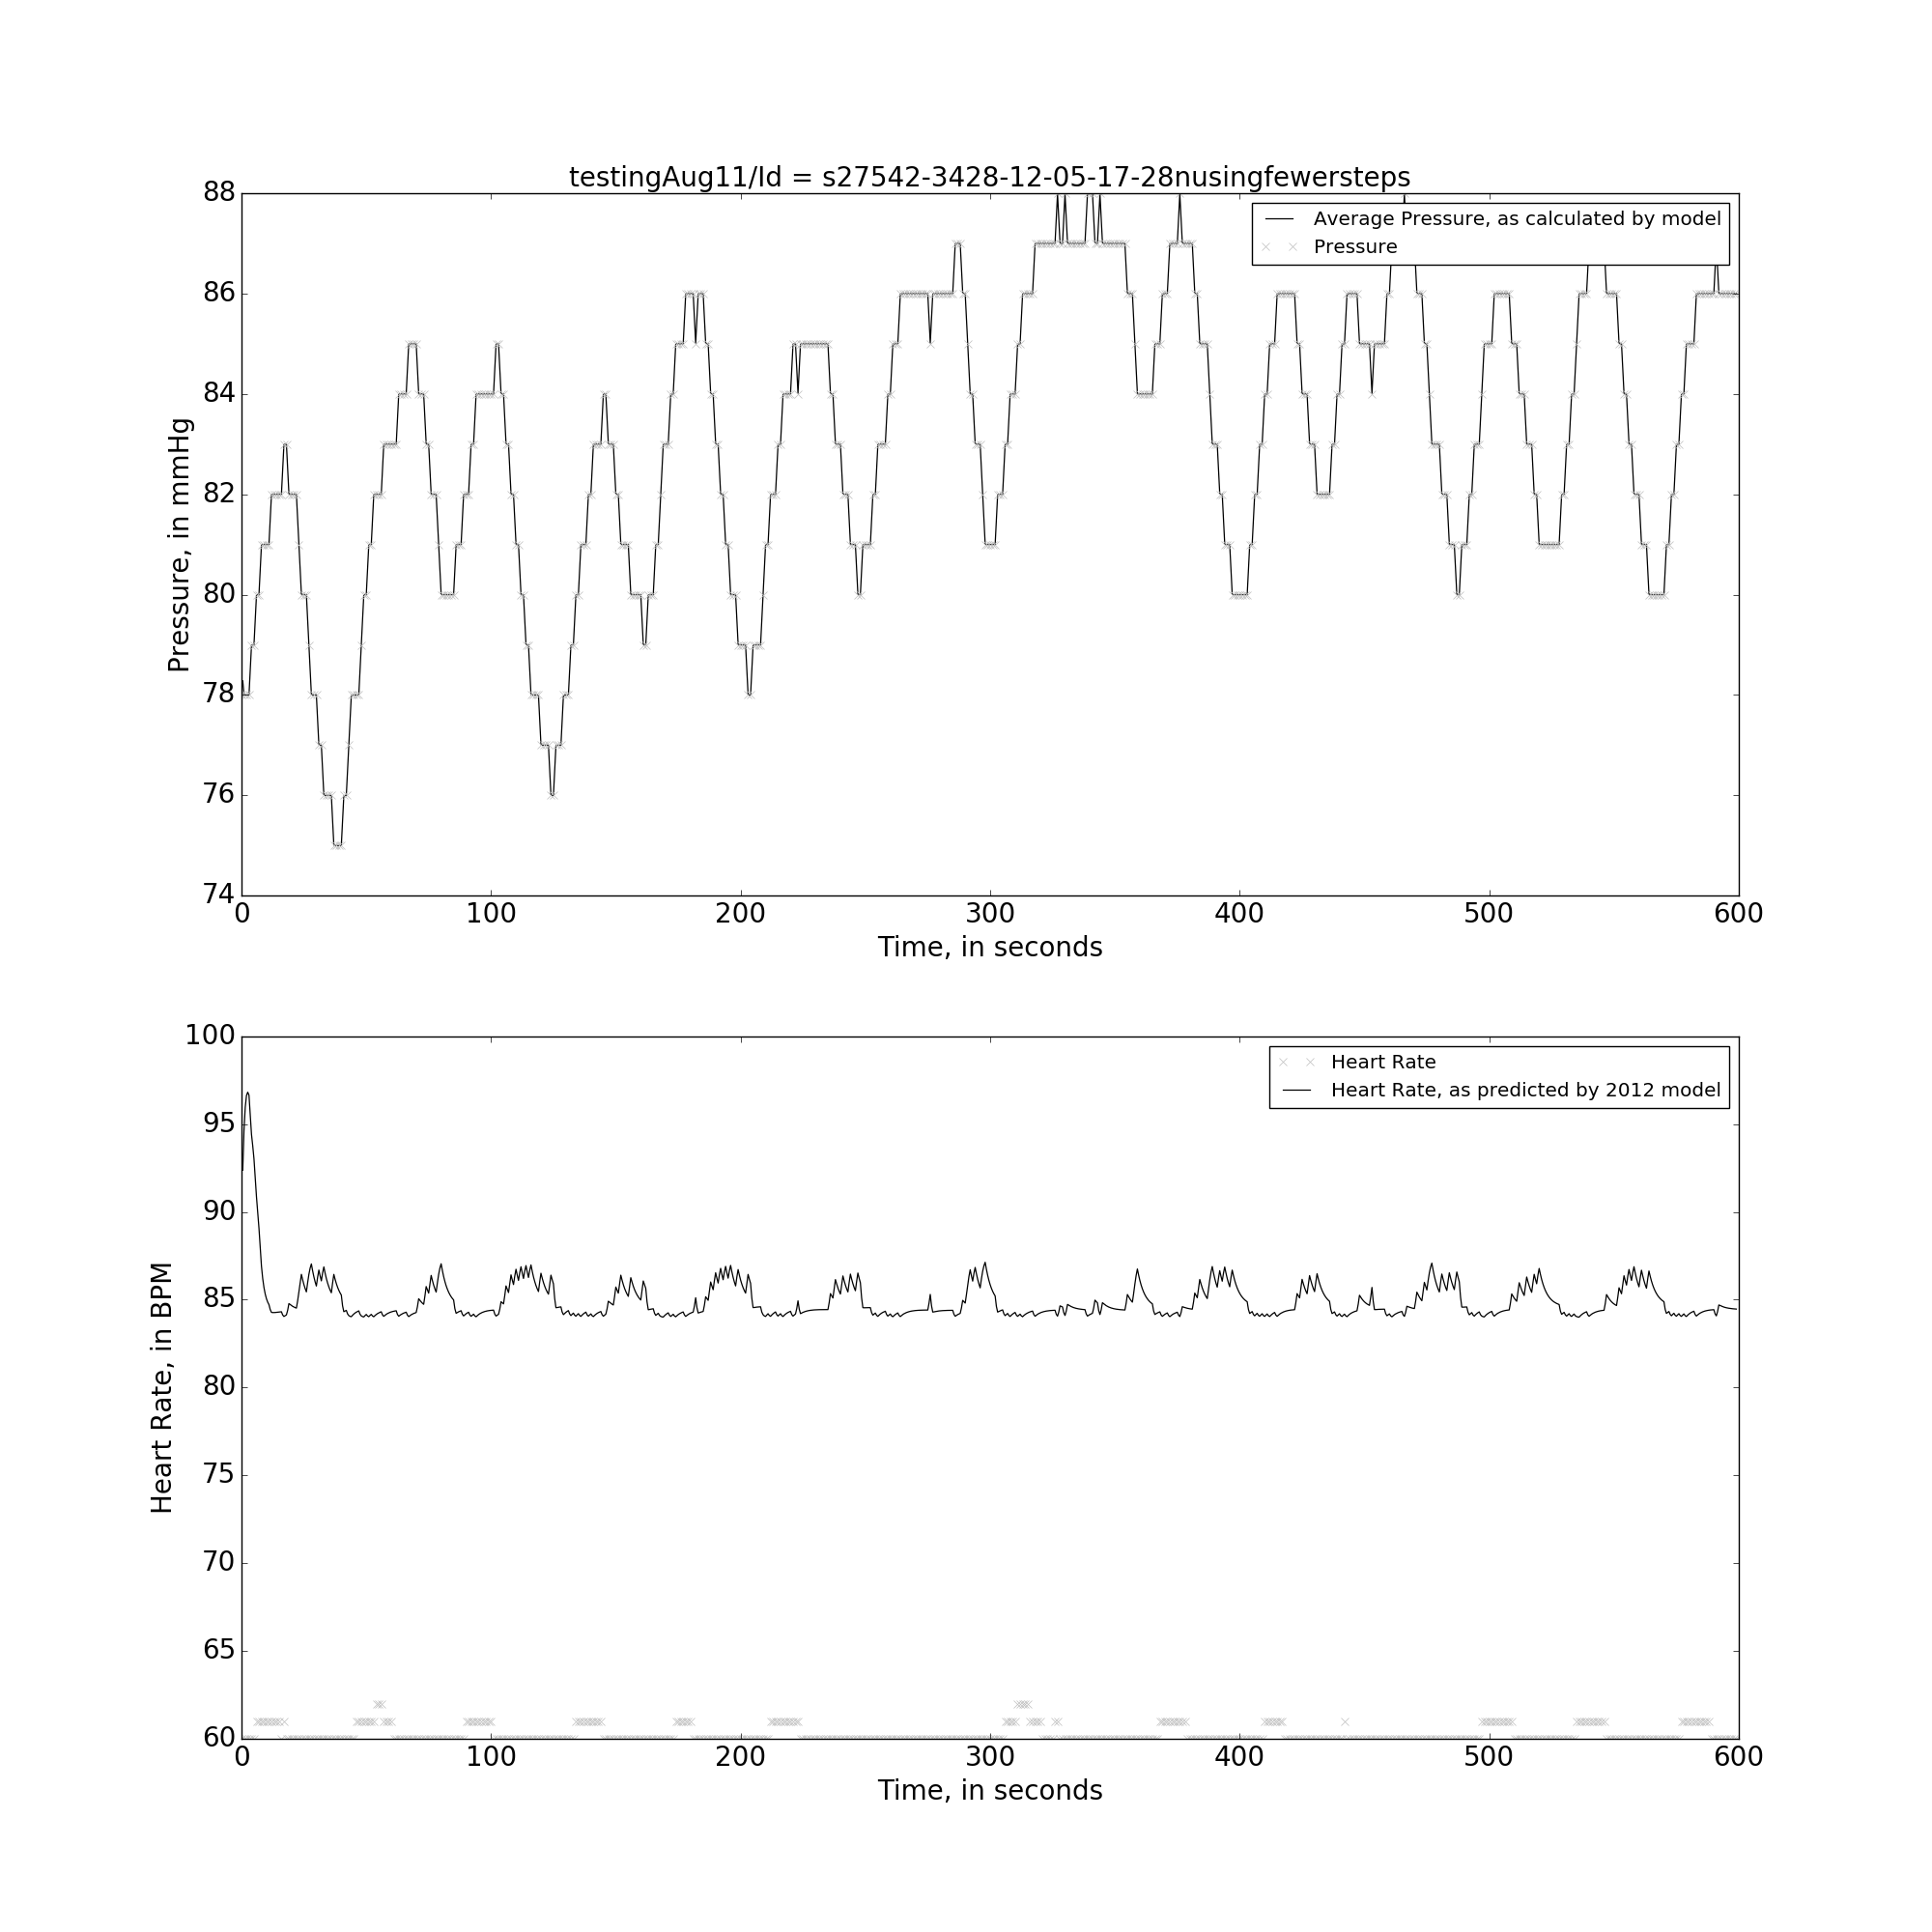 testingAug11/Id = s27542-3428-12-05-17-28nusingfewersteps
88
86
84
82
80
78
76
74
Pressure, in mmHg
Average Pressure, as calculated by model
Pressure
0 100 200 300 400 500 600
Time, in seconds
100
95
90
85
80
75
70
65
60
Heart Rate, in BPM
Heart Rate
Heart Rate, as predicted by 2012 model
0 100 200 300 400 500 600
Time, in seconds